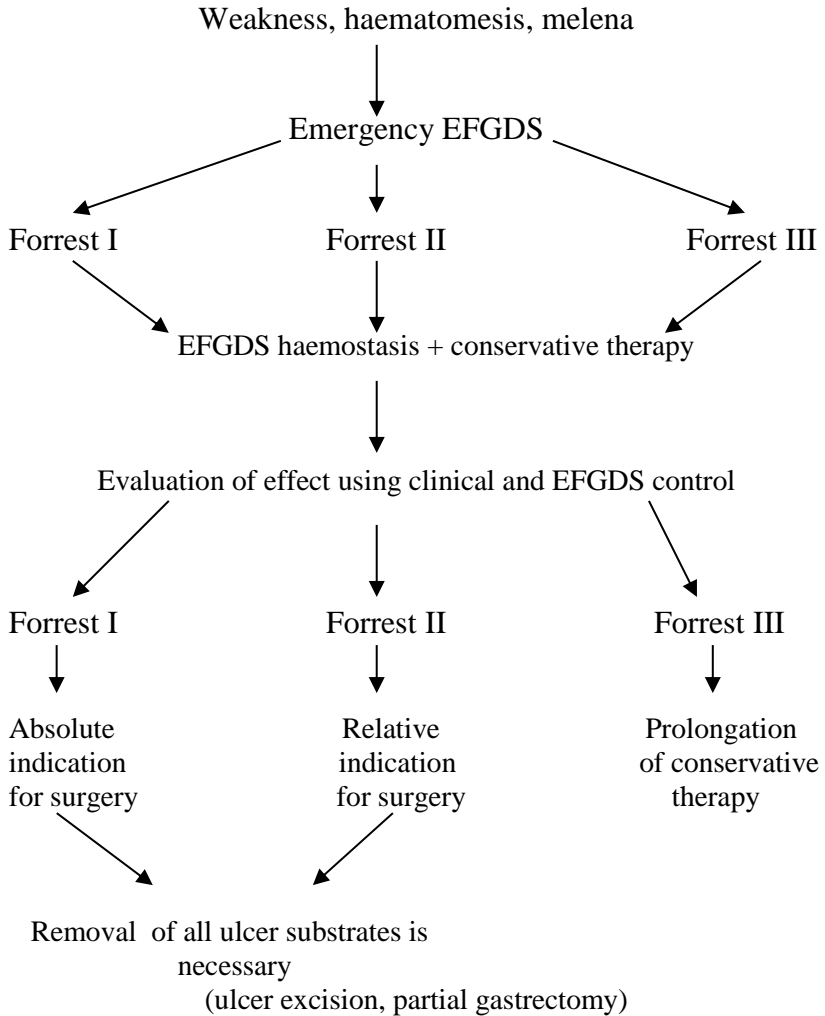 Weakness, haematomesis, melena
Emergency EFGDS
Forrest I Forrest II Forrest III
EFGDS haemostasis + conservative therapy
Evaluation of effect using clinical and EFGDS control
Forrest I Forrest II Forrest III
Absolute Relative Prolongation
indication indication of conservative
for surgery for surgery therapy
Removal of all ulcer substrates is
necessary
(ulcer excision, partial gastrectomy)